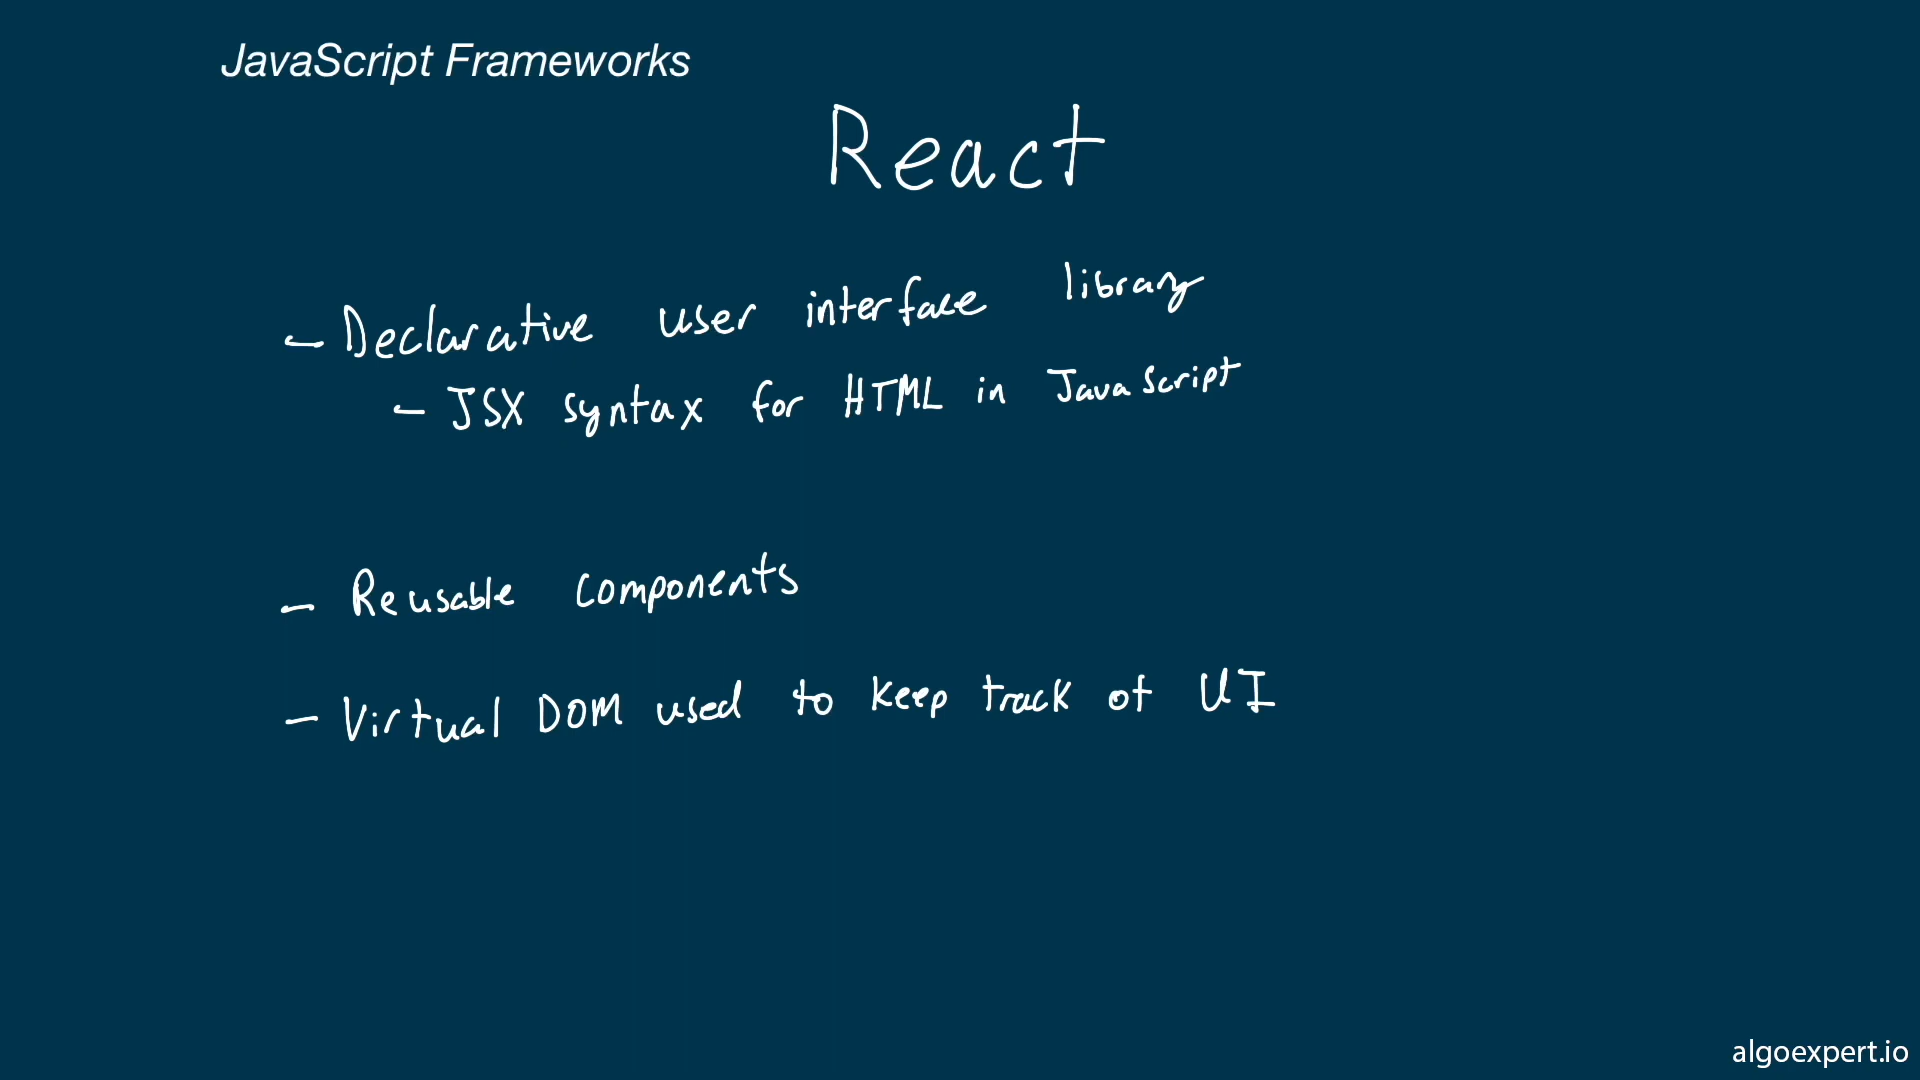 JavaScript Frameworks
React
- Declarative user interface library
- JSX syntax for HTML in JavaScript
- Reusable components
- Virtual DOM used to keep track of UI
algoexpert.io